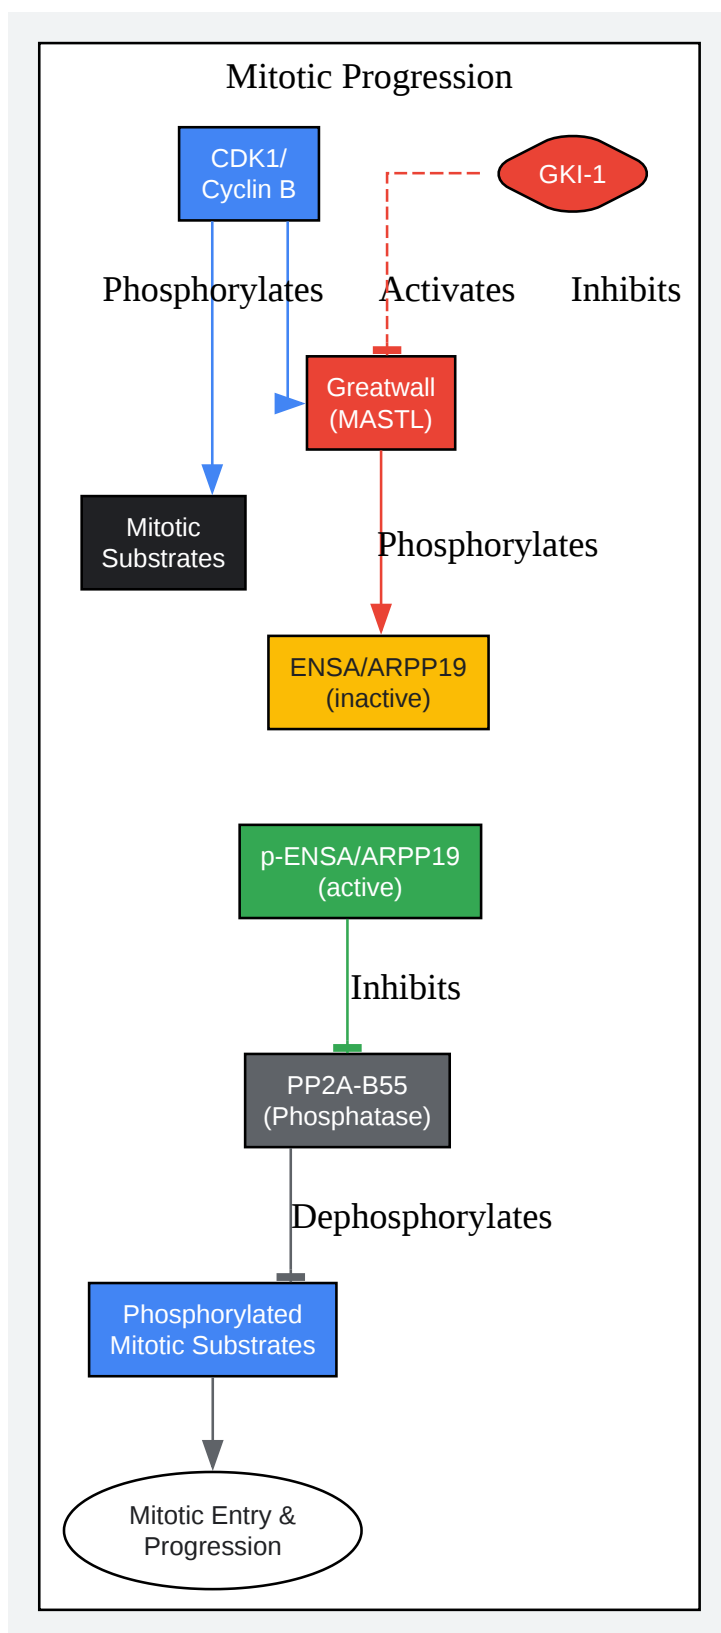 Mitotic Progression
CDK1/
Cyclin B
GKI-1
Phosphorylates
Activates
Inhibits
Greatwall
(MASTL)
Mitotic
Substrates
Phosphorylates
ENSA/ARPP19
(inactive)
p-ENSA/ARPP19
(active)
Inhibits
PP2A-B55
(Phosphatase)
Dephosphorylates
Phosphorylated
Mitotic Substrates
Mitotic Entry &
Progression